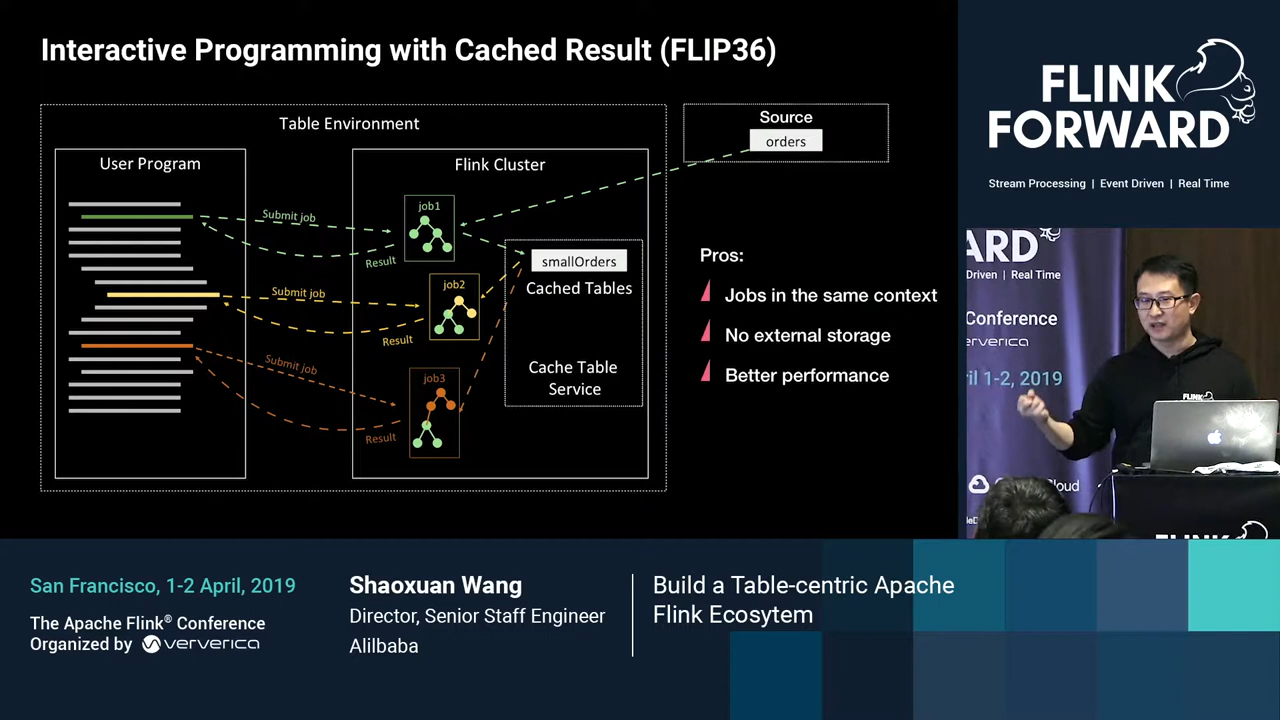 Interactive Programming with Cached Result (FLIP36)
Table Environment
User Program
Flink Cluster
Source
orders
job1
Submit job
Result
smallOrders
Cached Tables
job2
Submit job
Result
Cache Table
Service
job3
Submit job
Result
Pros:
Jobs in the same context
No external storage
Better performance
FLINK
FORWARD
Stream Processing | Event Driven | Real Time
ARD
Driven | Real Time
Conference
erverica
ril 1-2, 2019
FLINK
San Francisco, 1-2 April, 2019
The Apache Flink® Conference
Organized by ververica
Shaoxuan Wang
Director, Senior Staff Engineer
Alilbaba
Build a Table-centric Apache
Flink Ecosytem